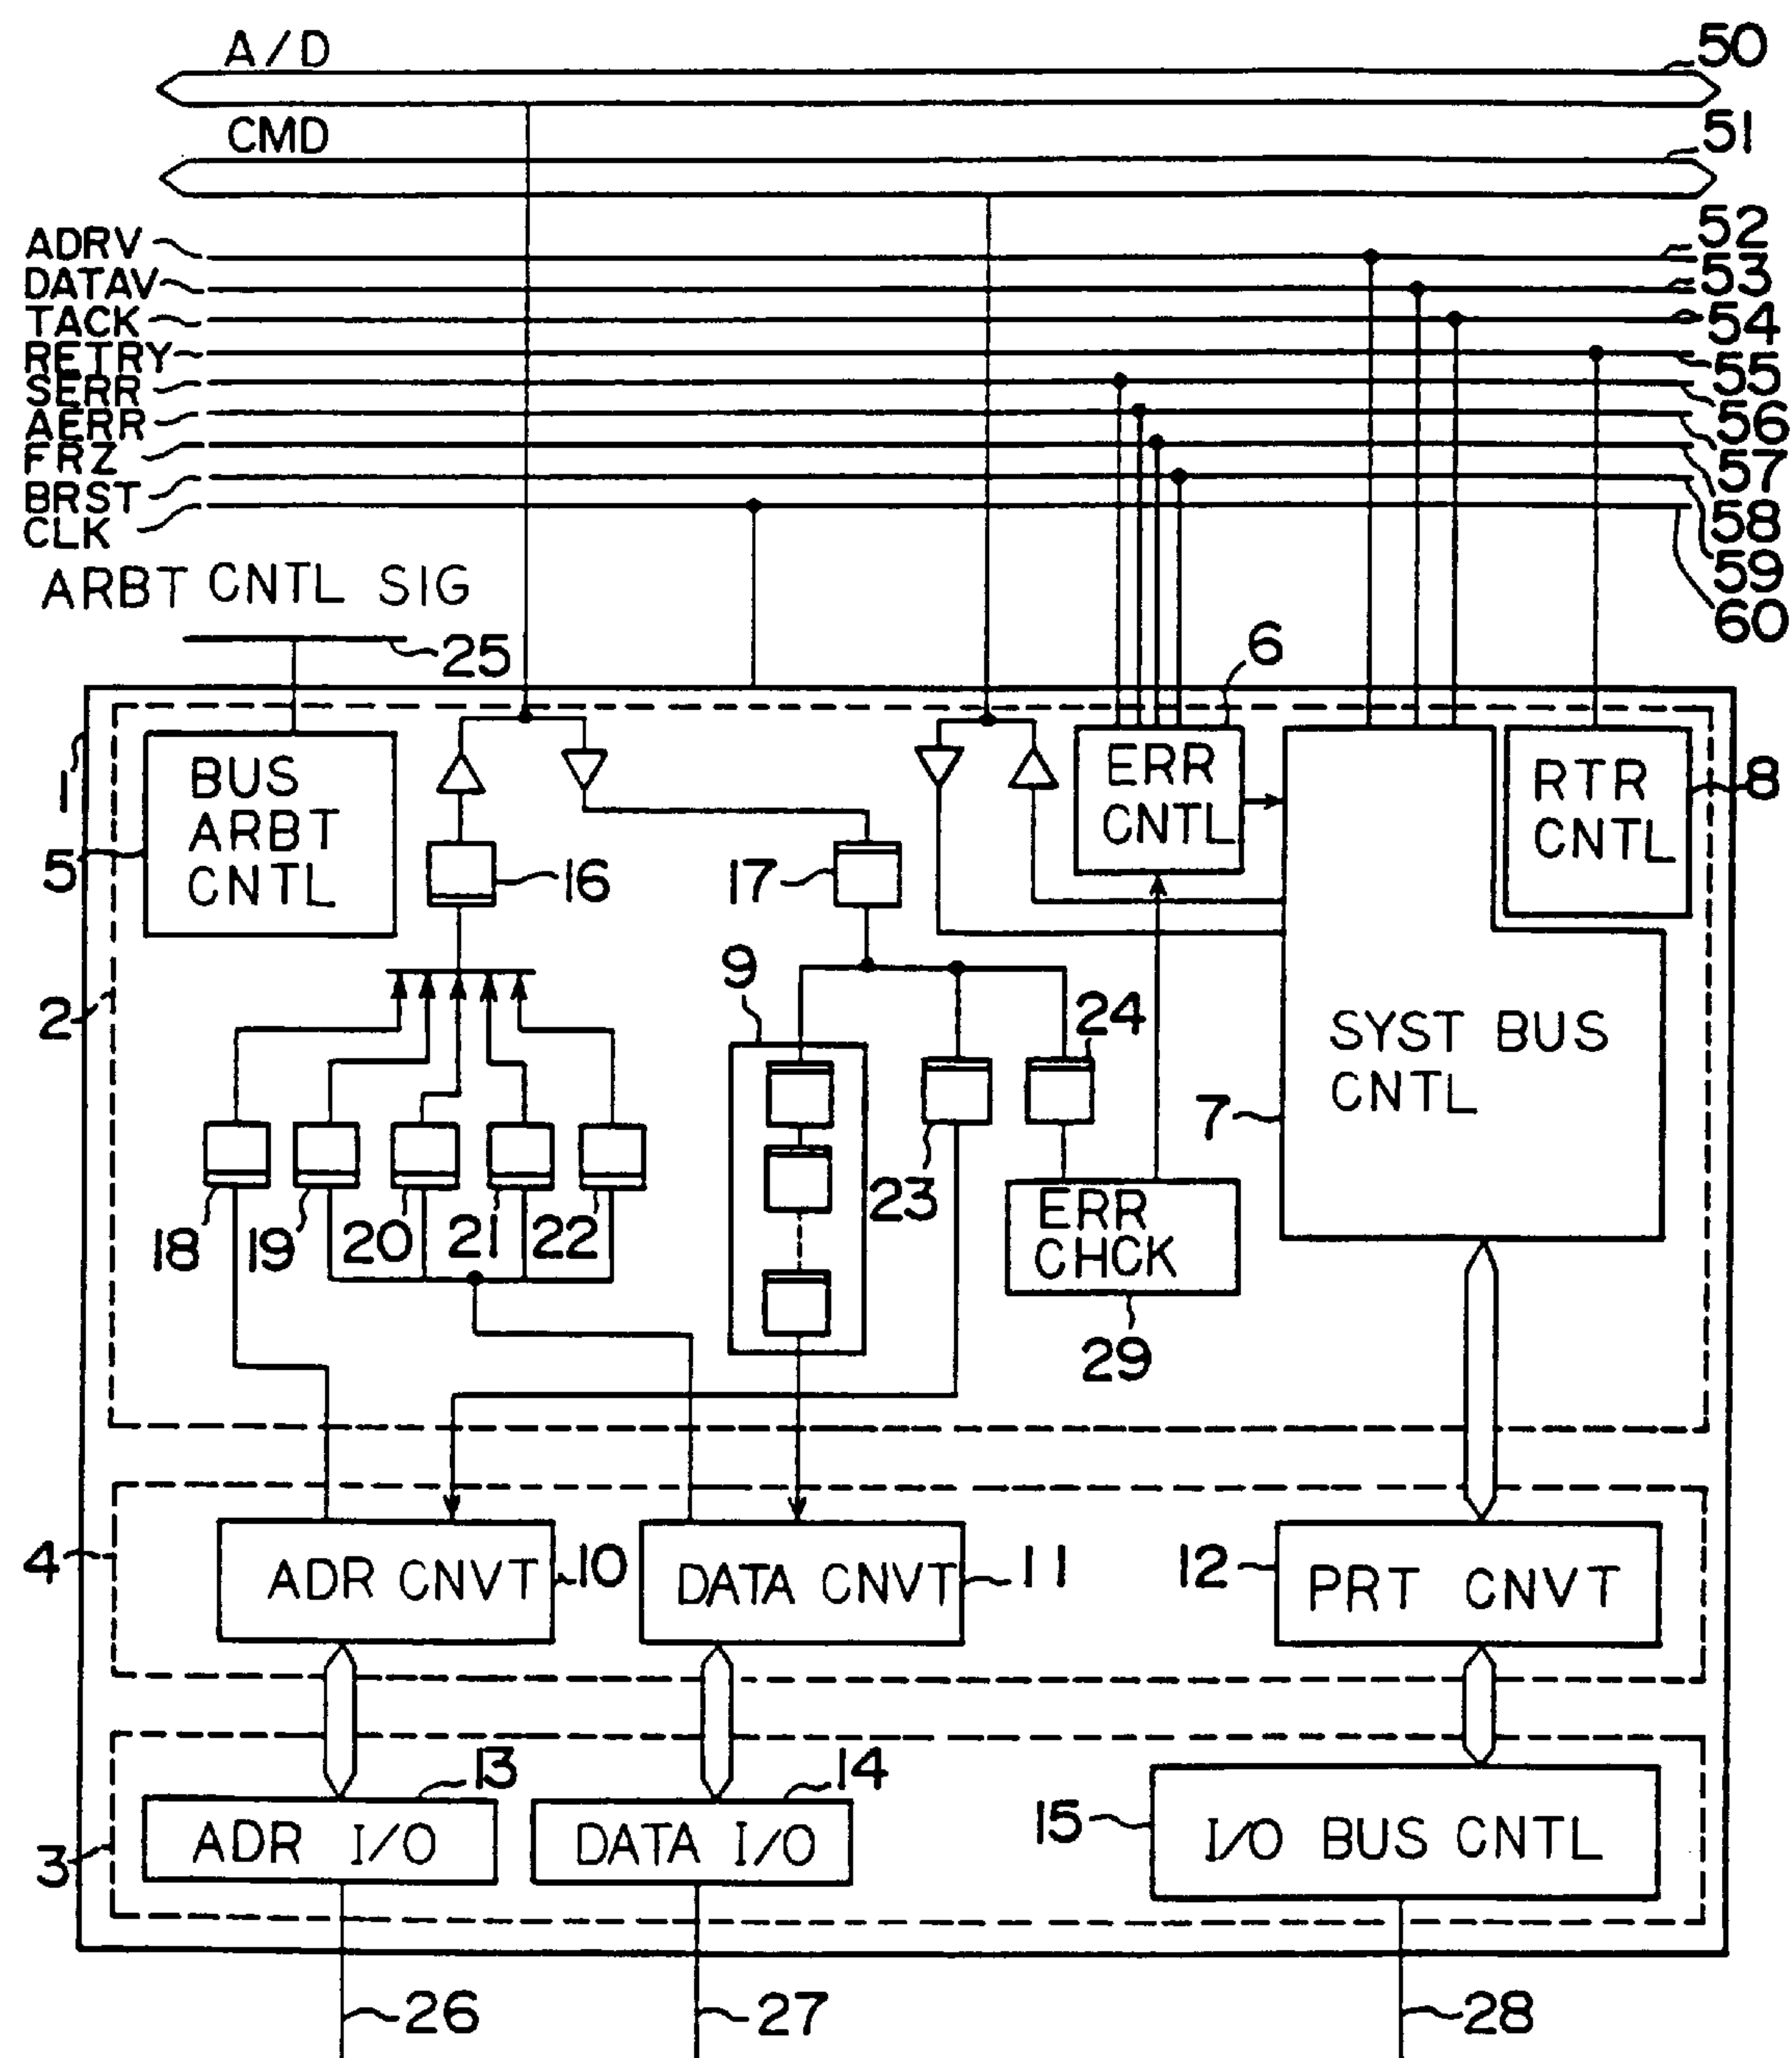 A/D
50
CMD
51
ADRV
52
DATAV
53
TACK
54
RETRY
55
SERR
56
AERR
57
FRZ
58
BRST
59
CLK
60
ARBT CNTL SIG
25
6
1
BUS
ARBT
CNTL
5
16
17
ERR
CNTL
RTR
CNTL
8
2
9
24
SYST BUS
CNTL
7
18
19
20
21
22
23
ERR
CHCK
29
4
ADR CNVT
10
DATA CNVT
11
12
PRT CNVT
13
14
3
ADR I/O
DATA I/O
15
I/O BUS CNTL
26
27
28